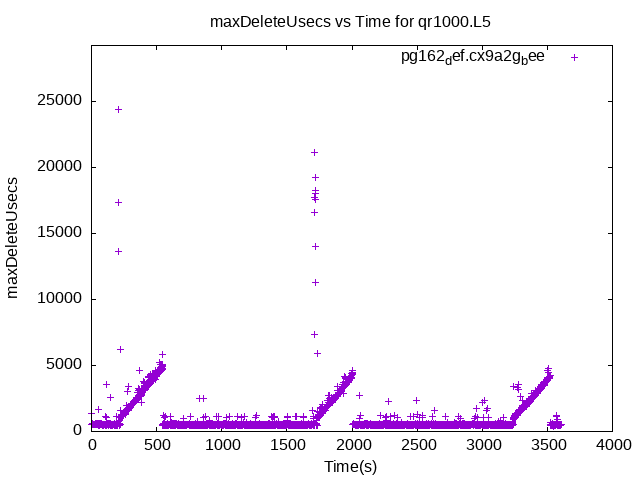 maxDeleteUsecs vs Time for qr1000.L5
pg162def.cx9a2gbee
25000
20000
15000
10000
5000
0
maxDeleteUsecs
0 500 1000 1500 2000 2500 3000 3500 4000
Time(s)